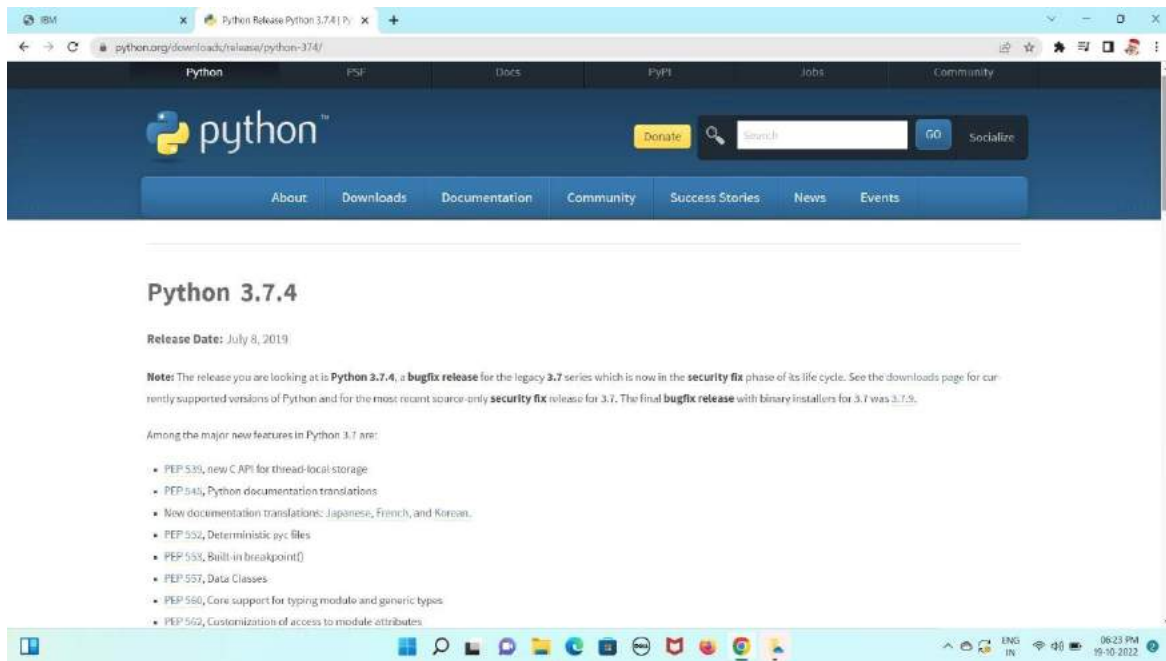 IBM
Python Release Python 3.7.4 | Py
python.org/downloads/release/python-374/
Python PSF Docs PyPI Jobs Community
python™
Donate Search GO Socialize
About Downloads Documentation Community Success Stories News Events
Python 3.7.4
Release Date: July 8, 2019
Note: The release you are looking at is Python 3.7.4, a bugfix release for the legacy 3.7 series which is now in the security fix phase of its life cycle. See the downloads page for cur-
rently supported versions of Python and for the most recent source-only security fix release for 3.7. The final bugfix release with binary installers for 3.7 was 3.7.9.
Among the major new features in Python 3.7 are:
• PEP 539, new C API for thread-local storage
• PEP 545, Python documentation translations
• New documentation translations: Japanese, French, and Korean.
• PEP 552, Deterministic pyc files
• PEP 553, Built-in breakpoint()
• PEP 557, Data Classes
• PEP 560, Core support for typing module and generic types
• PEP 562, Customization of access to module attributes
ENG
IN
06:23 PM
19-10-2022